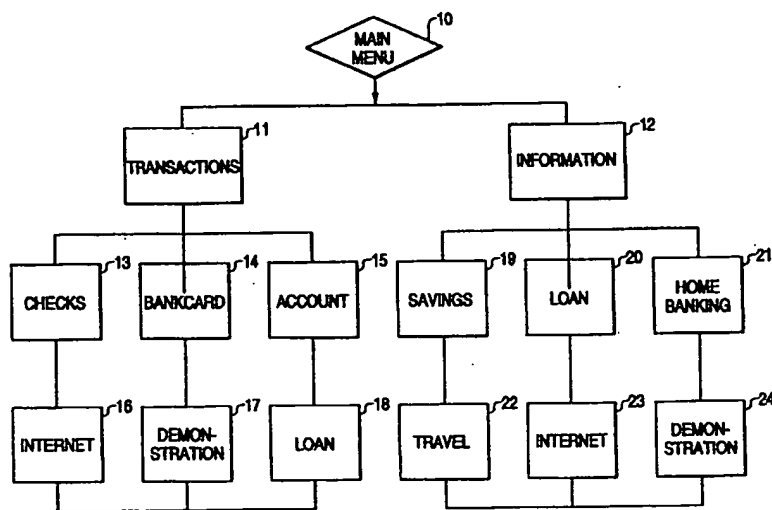 10
MAIN
MENU
11
TRANSACTIONS
12
INFORMATION
13
CHECKS
14
BANKCARD
15
ACCOUNT
19
SAVINGS
20
LOAN
21
HOME
BANKING
16
INTERNET
17
DEMON-
STRATION
18
LOAN
22
TRAVEL
23
INTERNET
24
DEMON-
STRATION